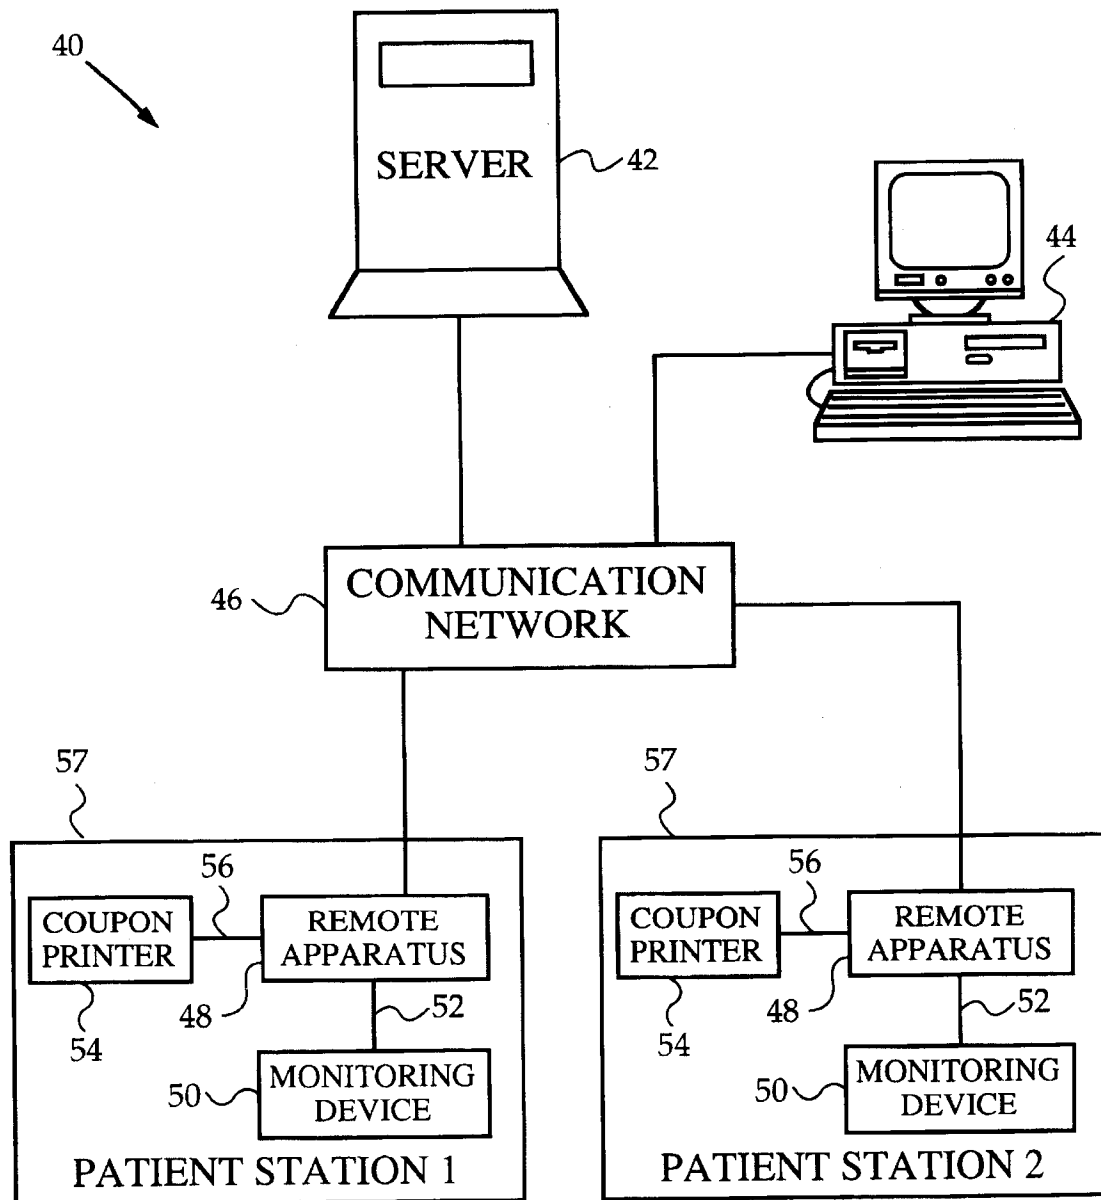 40
SERVER
42
44
46
COMMUNICATION
NETWORK
57
56
COUPON
PRINTER
REMOTE
APPARATUS
54
48
52
50
MONITORING
DEVICE
PATIENT STATION 1
57
56
COUPON
PRINTER
REMOTE
APPARATUS
54
48
52
50
MONITORING
DEVICE
PATIENT STATION 2